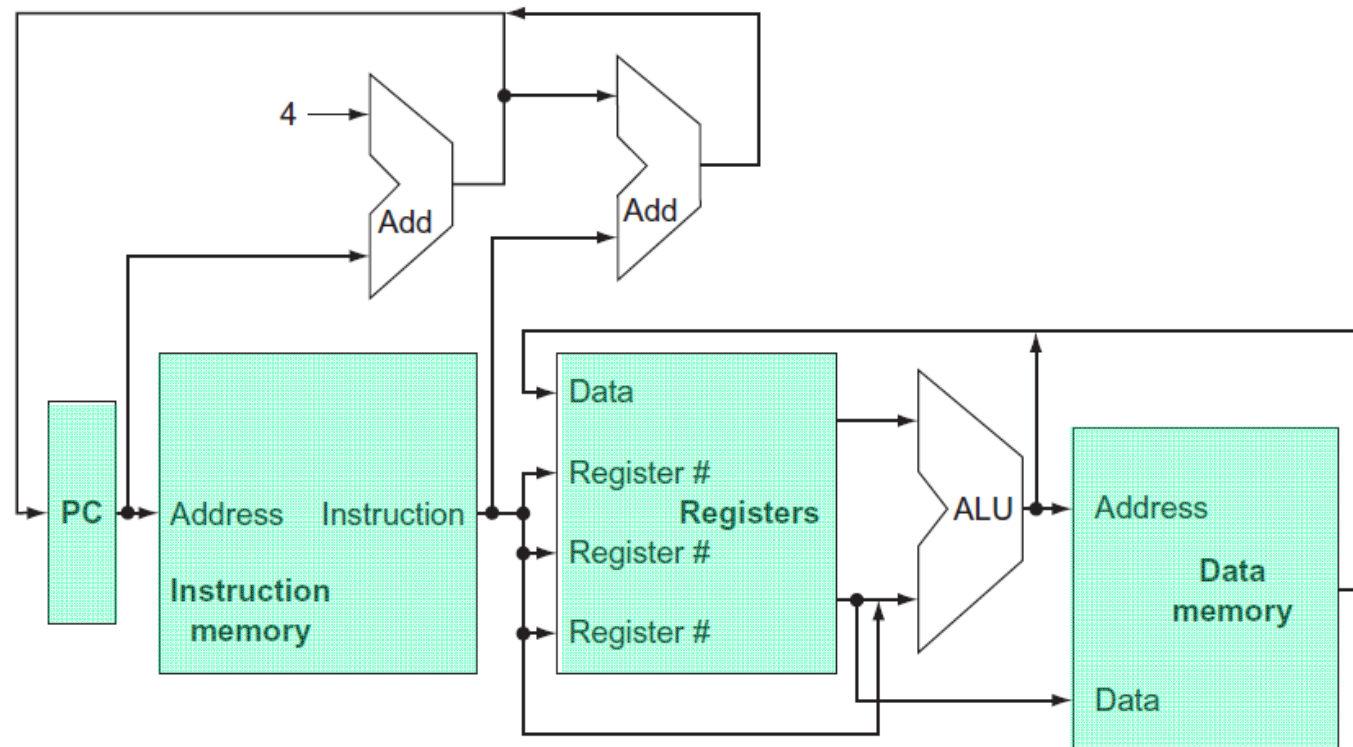 4
Add
Add
Data
Register #
PC
Address Instruction
Registers
ALU
Address
Register #
Instruction
memory
Data
memory
Register #
Data